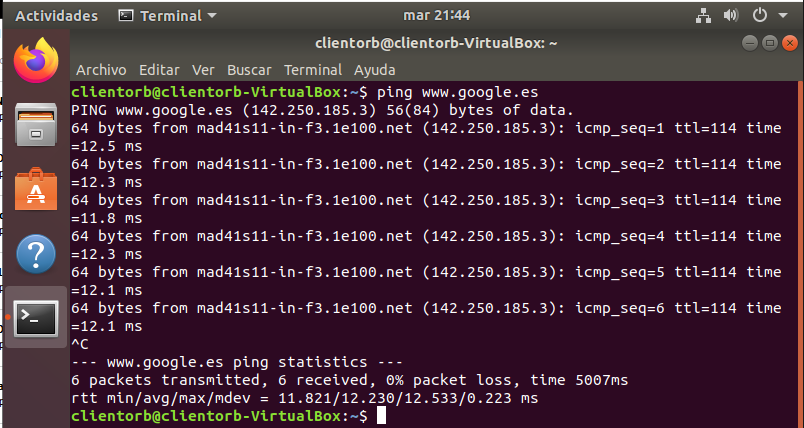 Actividades Terminal mar 21:44
clientorb@clientorb-VirtualBox: ~
Archivo Editar Ver Buscar Terminal Ayuda
clientorb@clientorb-VirtualBox:~$ ping www.google.es
PING www.google.es (142.250.185.3) 56(84) bytes of data.
64 bytes from mad41s11-in-f3.1e100.net (142.250.185.3): icmp_seq=1 ttl=114 time
=12.5 ms
64 bytes from mad41s11-in-f3.1e100.net (142.250.185.3): icmp_seq=2 ttl=114 time
=12.3 ms
64 bytes from mad41s11-in-f3.1e100.net (142.250.185.3): icmp_seq=3 ttl=114 time
=11.8 ms
64 bytes from mad41s11-in-f3.1e100.net (142.250.185.3): icmp_seq=4 ttl=114 time
=12.3 ms
64 bytes from mad41s11-in-f3.1e100.net (142.250.185.3): icmp_seq=5 ttl=114 time
=12.1 ms
64 bytes from mad41s11-in-f3.1e100.net (142.250.185.3): icmp_seq=6 ttl=114 time
=12.1 ms
^C
--- www.google.es ping statistics ---
6 packets transmitted, 6 received, 0% packet loss, time 5007ms
rtt min/avg/max/mdev = 11.821/12.230/12.533/0.223 ms
clientorb@clientorb-VirtualBox:~$